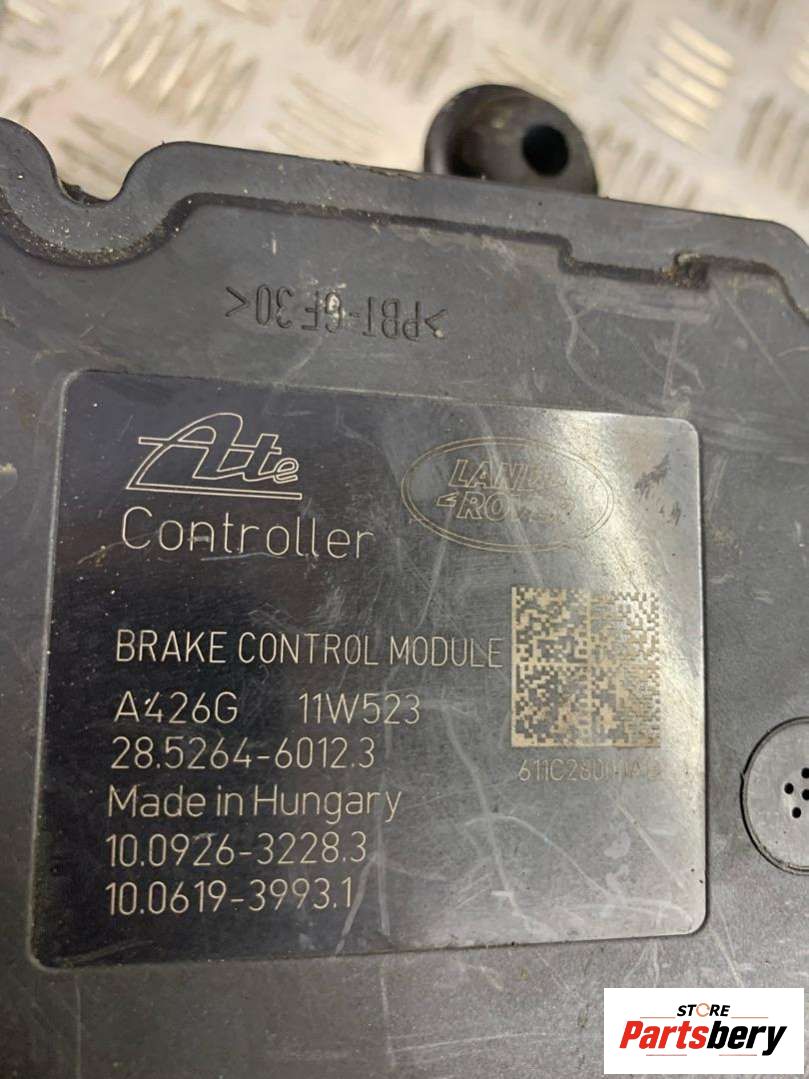 >PBT-GF30<
Ate
Controller
LAND
ROVER
BRAKE CONTROL MODULE
A426G 11W523
28.5264-6012.3
Made in Hungary
10.0926-3228.3
10.0619-3993.1
STORE
Partsbery